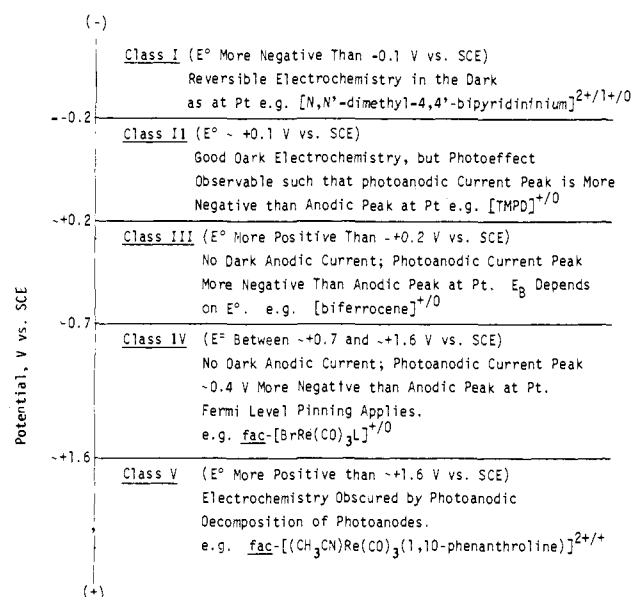 (-)
Class I (E° More Negative Than -0.1 V vs. SCE)
Reversible Electrochemistry in the Dark
as at Pt e.g. [N,N'-dimethyl-4,4'-bipyridininium]2+/1+/0
~-0.2
Class II (E° ~ +0.1 V vs. SCE)
Good Dark Electrochemistry, but Photoeffect
Observable such that photoanodic Current Peak is More
Negative than Anodic Peak at Pt e.g. [TMPD]+/0
~+0.2
Class III (E° More Positive Than ~+0.2 V vs. SCE)
No Dark Anodic Current; Photoanodic Current Peak
More Negative Than Anodic Peak at Pt. EB Depends
on E°. e.g. [biferrocene]+/0
~0.7
Class IV (E° Between ~+0.7 and ~+1.6 V vs. SCE)
No Dark Anodic Current; Photoanodic Current Peak
~0.4 V More Negative than Anodic Peak at Pt.
Fermi Level Pinning Applies.
e.g. fac-[BrRe(CO)3L]+/0
~+1.6
Class V (E° More Positive than ~+1.6 V vs. SCE)
Electrochemistry Obscured by Photoanodic
Decomposition of Photoanodes.
e.g. fac-[(CH3CN)Re(CO)3(1,10-phenanthroline)]2+/+
(+)
Potential, V vs. SCE